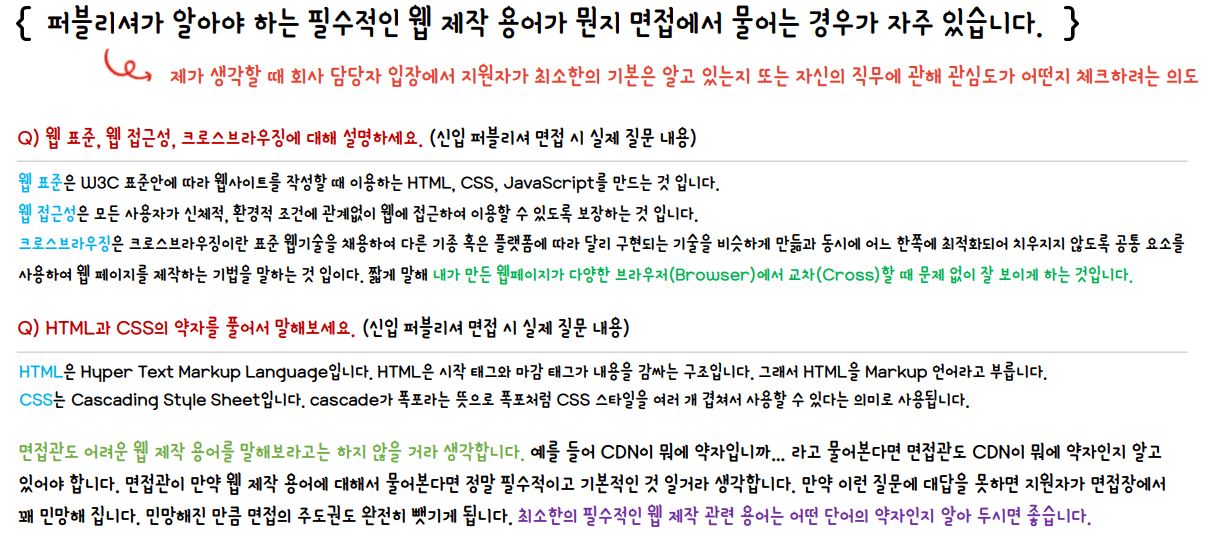 { 퍼블리셔가 알아야 하는 필수적인 웹 제작 용어가 뭔지 면접에서 물어는 경우가 자주 있습니다. }
제가 생각할 때 회사 담당자 입장에서 지원자가 최소한의 기본은 알고 있는지 또는 자신의 직무에 관해 관심도가 어떤지 체크하려는 의도
Q) 웹 표준, 웹 접근성, 크로스브라우징에 대해 설명하세요. (신입 퍼블리셔 면접 시 실제 질문 내용)
웹 표준은 W3C 표준안에 따라 웹사이트를 작성할 때 이용하는 HTML, CSS, JavaScript를 만드는 것 입니다.
웹 접근성은 모든 사용자가 신체적, 환경적 조건에 관계없이 웹에 접근하여 이용할 수 있도록 보장하는 것 입니다.
크로스브라우징은 크로스브라우징이란 표준 웹기술을 채용하여 다른 기종 혹은 플랫폼에 따라 달리 구현되는 기술을 비슷하게 만듦과 동시에 어느 한쪽에 최적화되어 치우지지 않도록 공통 요소를
사용하여 웹 페이지를 제작하는 기법을 말하는 것 입이다. 짧게 말해 내가 만든 웹페이지가 다양한 브라우저(Browser)에서 교차(Cross)할 때 문제 없이 잘 보이게 하는 것입니다.
Q) HTML과 CSS의 약자를 풀어서 말해보세요. (신입 퍼블리셔 면접 시 실제 질문 내용)
HTML은 Hyper Text Markup Language입니다. HTML은 시작 태그와 마감 태그가 내용을 감싸는 구조입니다. 그래서 HTML을 Markup 언어라고 부릅니다.
CSS는 Cascading Style Sheet입니다. cascade가 폭포라는 뜻으로 폭포처럼 CSS 스타일을 여러 개 겹쳐서 사용할 수 있다는 의미로 사용됩니다.
면접관도 어려운 웹 제작 용어를 말해보라고는 하지 않을 거라 생각합니다. 예를 들어 CDN이 뭐에 약자입니까... 라고 물어본다면 면접관도 CDN이 뭐에 약자인지 알고
있어야 합니다. 면접관이 만약 웹 제작 용어에 대해서 물어본다면 정말 필수적이고 기본적인 것 일거라 생각합니다. 만약 이런 질문에 대답을 못하면 지원자가 면접장에서
꽤 민망해 집니다. 민망해진 만큼 면접의 주도권도 완전히 뺏기게 됩니다. 최소한의 필수적인 웹 제작 관련 용어는 어떤 단어의 약자인지 알아 두시면 좋습니다.